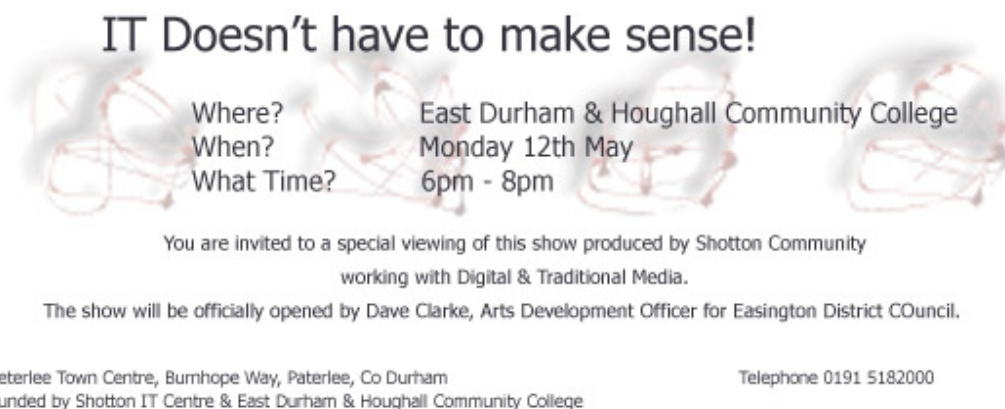 IT Doesn't have to make sense!
Where? East Durham & Houghall Community College
When? Monday 12th May
What Time? 6pm - 8pm
You are invited to a special viewing of this show produced by Shotton Community
working with Digital & Traditional Media.
The show will be officially opened by Dave Clarke, Arts Development Officer for Easington District COuncil.
eterlee Town Centre, Burnhope Way, Paterlee, Co Durham Telephone 0191 5182000
unded by Shotton IT Centre & East Durham & Houghall Community College